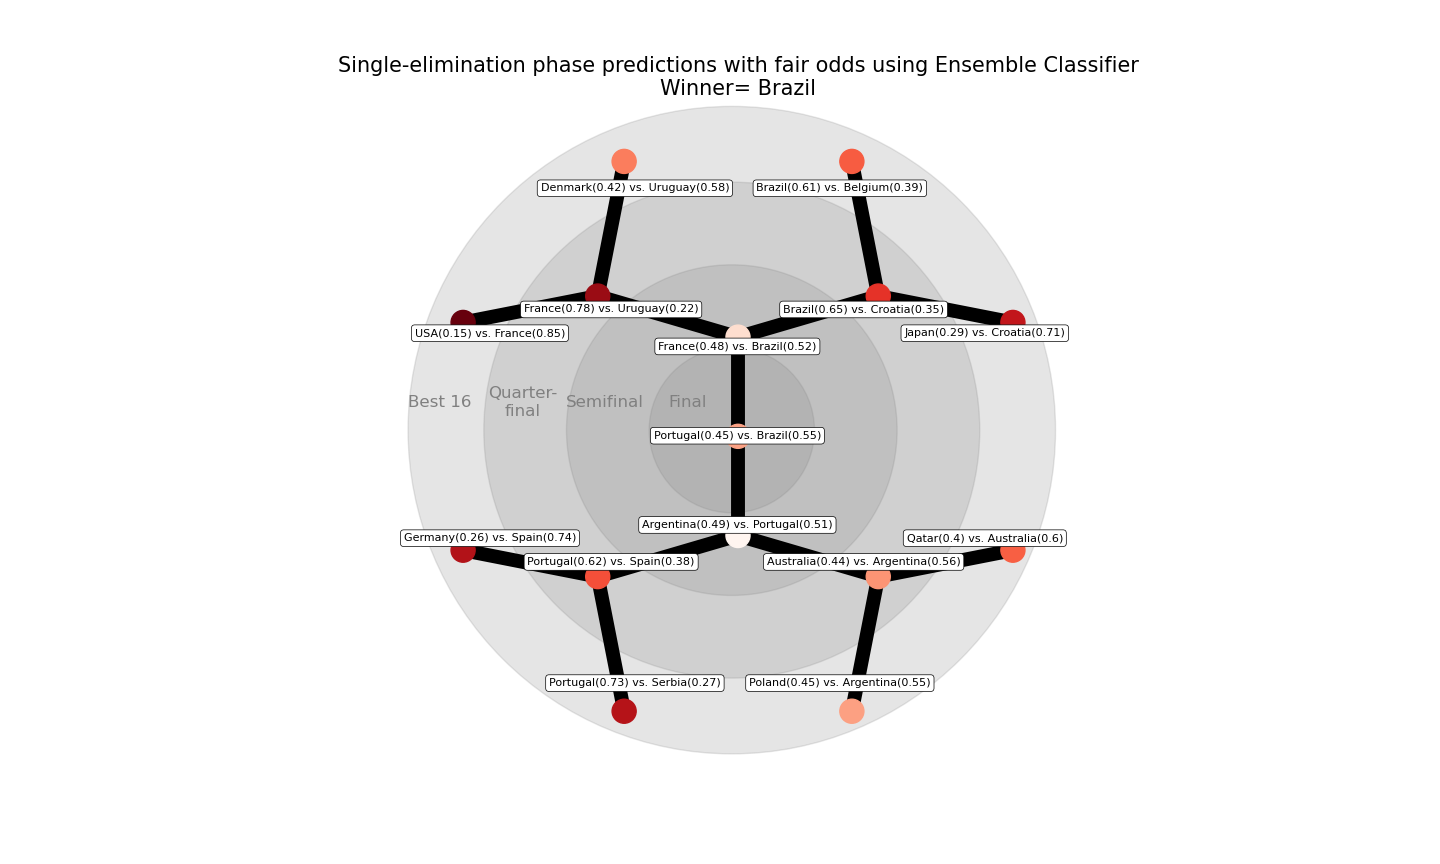 Single-elimination phase predictions with fair odds using Ensemble Classifier
Winner= Brazil
Denmark(0.42) vs. Uruguay(0.58)
Brazil(0.61) vs. Belgium(0.39)
France(0.78) vs. Uruguay(0.22)
Brazil(0.65) vs. Croatia(0.35)
USA(0.15) vs. France(0.85)
Japan(0.29) vs. Croatia(0.71)
France(0.48) vs. Brazil(0.52)
Best 16
Quarter-
final
Semifinal
Final
Portugal(0.45) vs. Brazil(0.55)
Argentina(0.49) vs. Portugal(0.51)
Germany(0.26) vs. Spain(0.74)
Qatar(0.4) vs. Australia(0.6)
Portugal(0.62) vs. Spain(0.38)
Australia(0.44) vs. Argentina(0.56)
Portugal(0.73) vs. Serbia(0.27)
Poland(0.45) vs. Argentina(0.55)